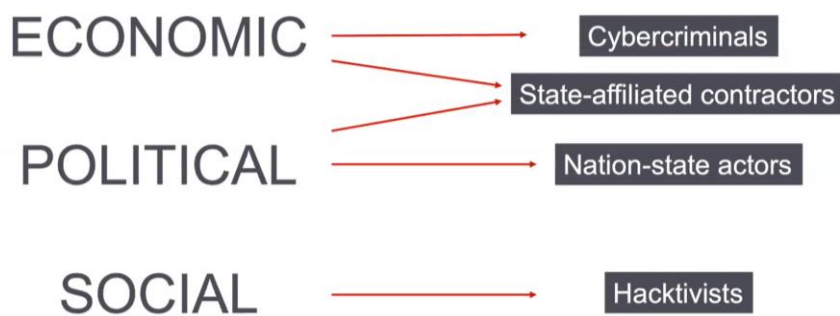 ECONOMIC
Cybercriminals
State-affiliated contractors
POLITICAL
Nation-state actors
SOCIAL
Hacktivists